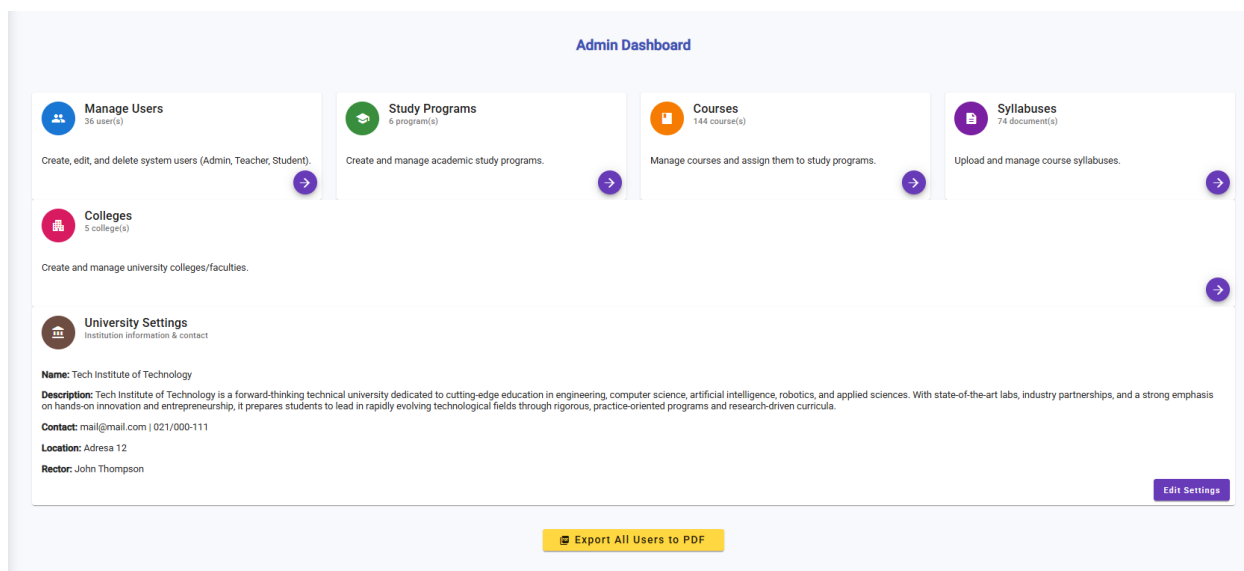 Admin Dashboard
Manage Users
36 user(s)
Create, edit, and delete system users (Admin, Teacher, Student).
Study Programs
6 program(s)
Create and manage academic study programs.
Courses
144 course(s)
Manage courses and assign them to study programs.
Syllabuses
74 document(s)
Upload and manage course syllabuses.
Colleges
5 college(s)
Create and manage university colleges/faculties.
University Settings
Institution information & contact
Name: Tech Institute of Technology
Description: Tech Institute of Technology is a forward-thinking technical university dedicated to cutting-edge education in engineering, computer science, artificial intelligence, robotics, and applied sciences. With state-of-the-art labs, industry partnerships, and a strong emphasis
on hands-on innovation and entrepreneurship, it prepares students to lead in rapidly evolving technological fields through rigorous, practice-oriented programs and research-driven curricula.
Contact: mail@mail.com | 021/000-111
Location: Adresa 12
Rector: John Thompson
Edit Settings
Export All Users to PDF